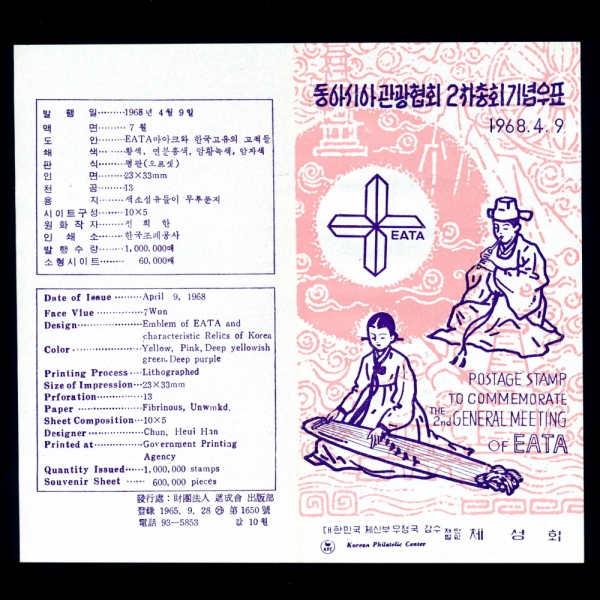 발행일········1968년 4월 9일
액면········7월
도안········EATA마아크와 한국고유의 고적들
쇄색········황색, 연분홍색, 암황녹색, 암자색
판식········평판(오프셋)
인면········23×33mm
천공········13
용지········색소섬유들이 무투문지
시이트구성·····10×5
원화작자······전희한
인쇄소·······한국조폐공사
발행수량······1,000,000매
소형시이트····· 60,000매
Date of Issue ········April 9, 1968
Face Vlue ·········7Won
Design··············Emblem of EATA and
characteristic Relics of Korea
Color ··············Yellow, Pink, Deep yellowish
green, Deep purple
Printing Process····Lithographed
Size of Impression···23×33mm
Prforation··········13
Paper ··············Fibrinous, Unwmkd.
Sheet Composition···10×5
Designer ···········Chun, Heui Han
Printed at··········Government Printing
Agency
Quantity Issued·····1,000,000 stamps
Souvenir Sheet ····· 600,000 pieces
發行處:財團法人 遞成會 出版部
登錄 1965. 9. 28 ㉮ 第 1650號
電話 93—5853 값 10월
동아시아 관광협회 2차총회기념우표
1968. 4. 9
EATA
POSTAGE STAMP
TO COMMEMORATE
THE 2nd GENERAL MEETING
OF EATA
대한민국 체신부 우정국 감수 재단법인 체성회
KPC Korean Philatelic Center